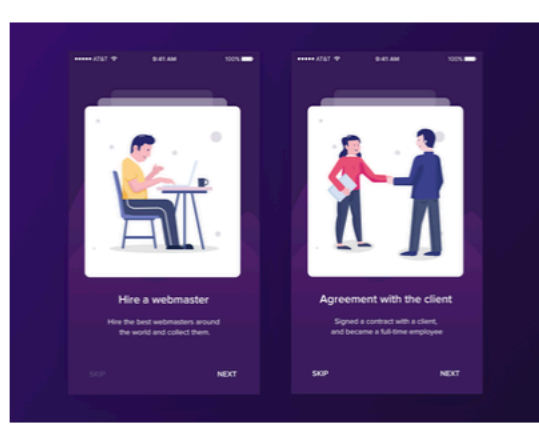 AT&T 9:41 AM 100%
Hire a webmaster
Hire the best webmasters around
the world and collect them.
SKIP NEXT
AT&T 9:41 AM 100%
Agreement with the client
Signed a contract with a client,
and became a full-time employee
SKIP NEXT